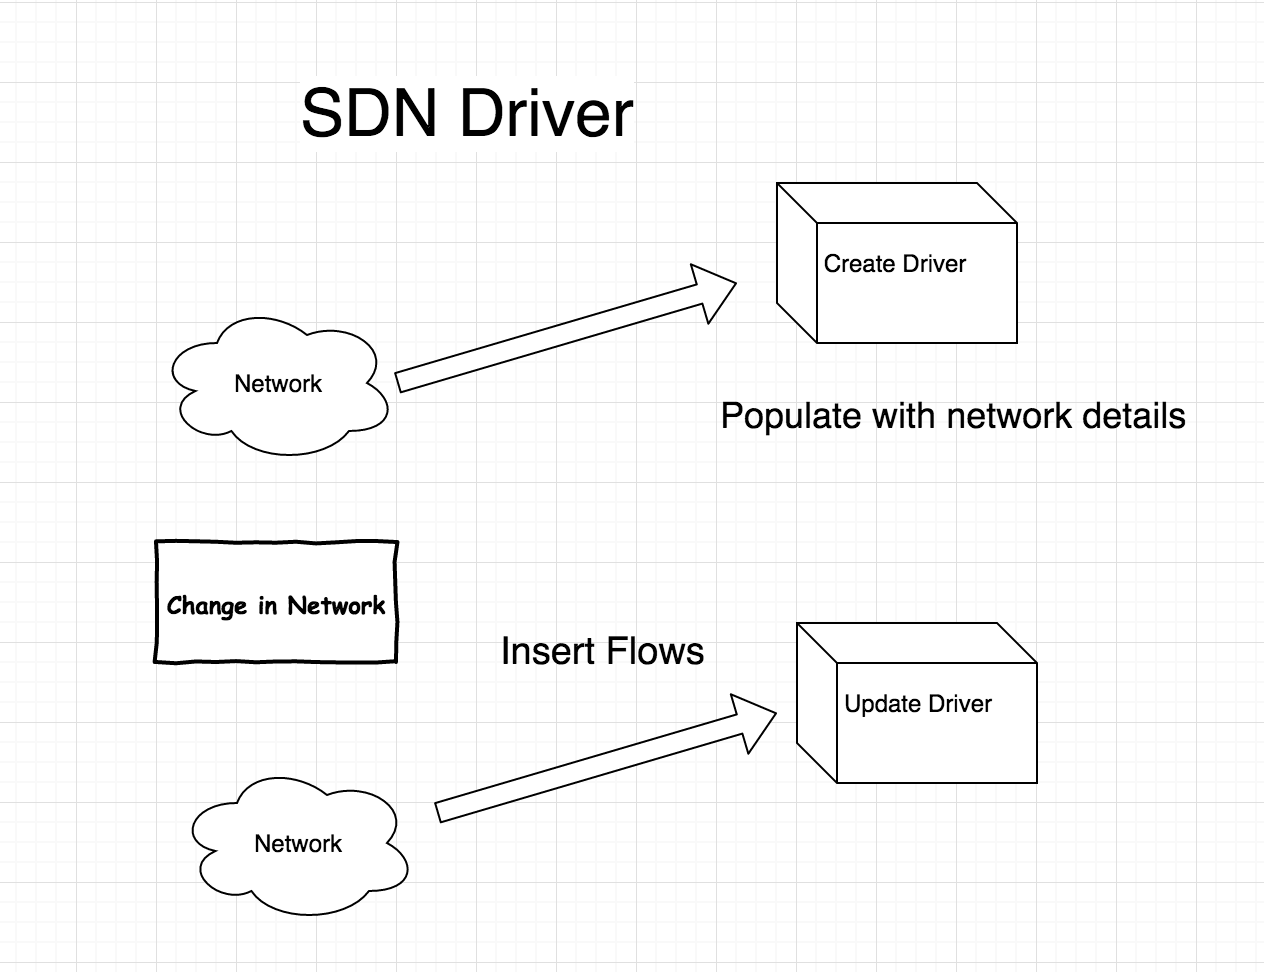 SDN Driver
Create Driver
Network
Populate with network details
Change in Network
Insert Flows
Update Driver
Network